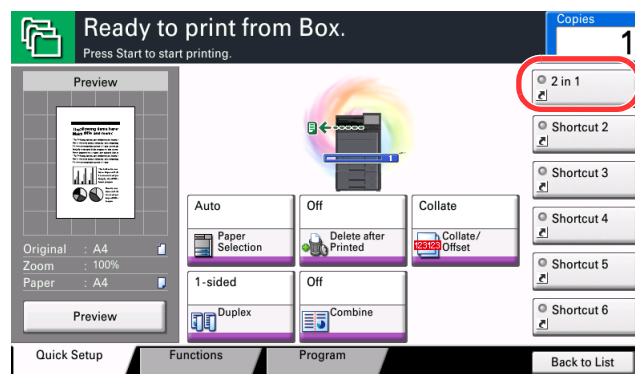 Ready to print from Box.
Press Start to start printing.
Copies
1
Preview
Original : A4
Zoom : 100%
Paper : A4
Preview
1
Auto
Paper
Selection
Off
Delete after
Printed
Collate
123123
Collate/
Offset
1-sided
Duplex
Off
Combine
2 in 1
Shortcut 2
Shortcut 3
Shortcut 4
Shortcut 5
Shortcut 6
Quick Setup
Functions
Program
Back to List